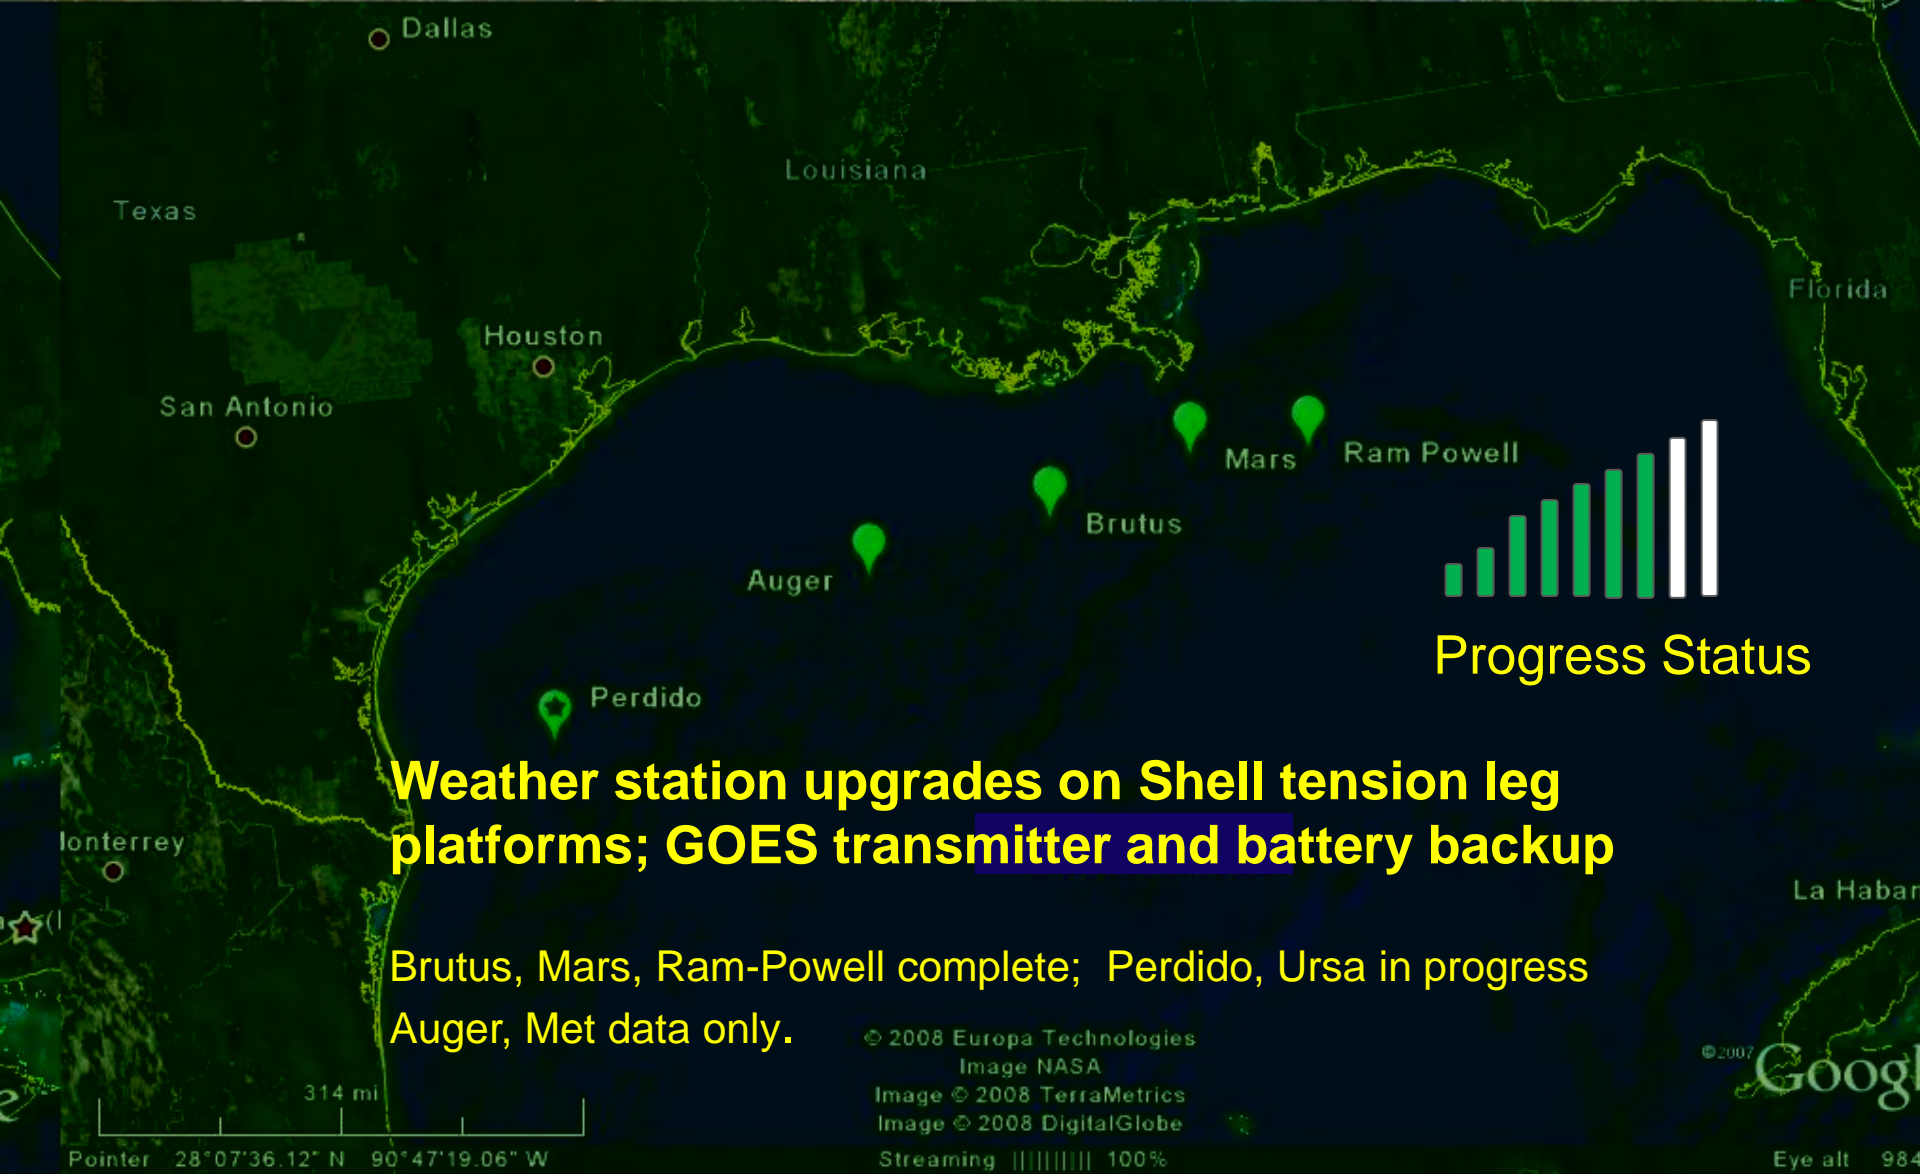 Dallas
Louisiana
Texas
Florida
Houston
San Antonio
Mars
Ram Powell
Brutus
Auger
Progress Status
Perdido
Weather station upgrades on Shell tension leg
platforms; GOES transmitter and battery backup
lonterrey
La Haban
Brutus, Mars, Ram-Powell complete;  Perdido, Ursa in progress
Auger, Met data only.
© 2008 Europa Technologies
Image NASA
Image © 2008 TerraMetrics
Image © 2008 DigitalGlobe
©2007 Googl
314 mi
Pointer 28°07'36.12" N 90°47'19.06" W
Streaming |||||||||| 100%
Eye alt 984